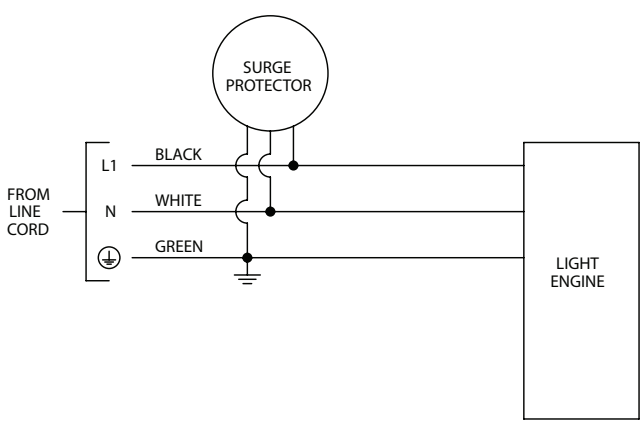 SURGE
PROTECTOR
L1
BLACK
FROM
LINE
CORD
N
WHITE
GREEN
LIGHT
ENGINE